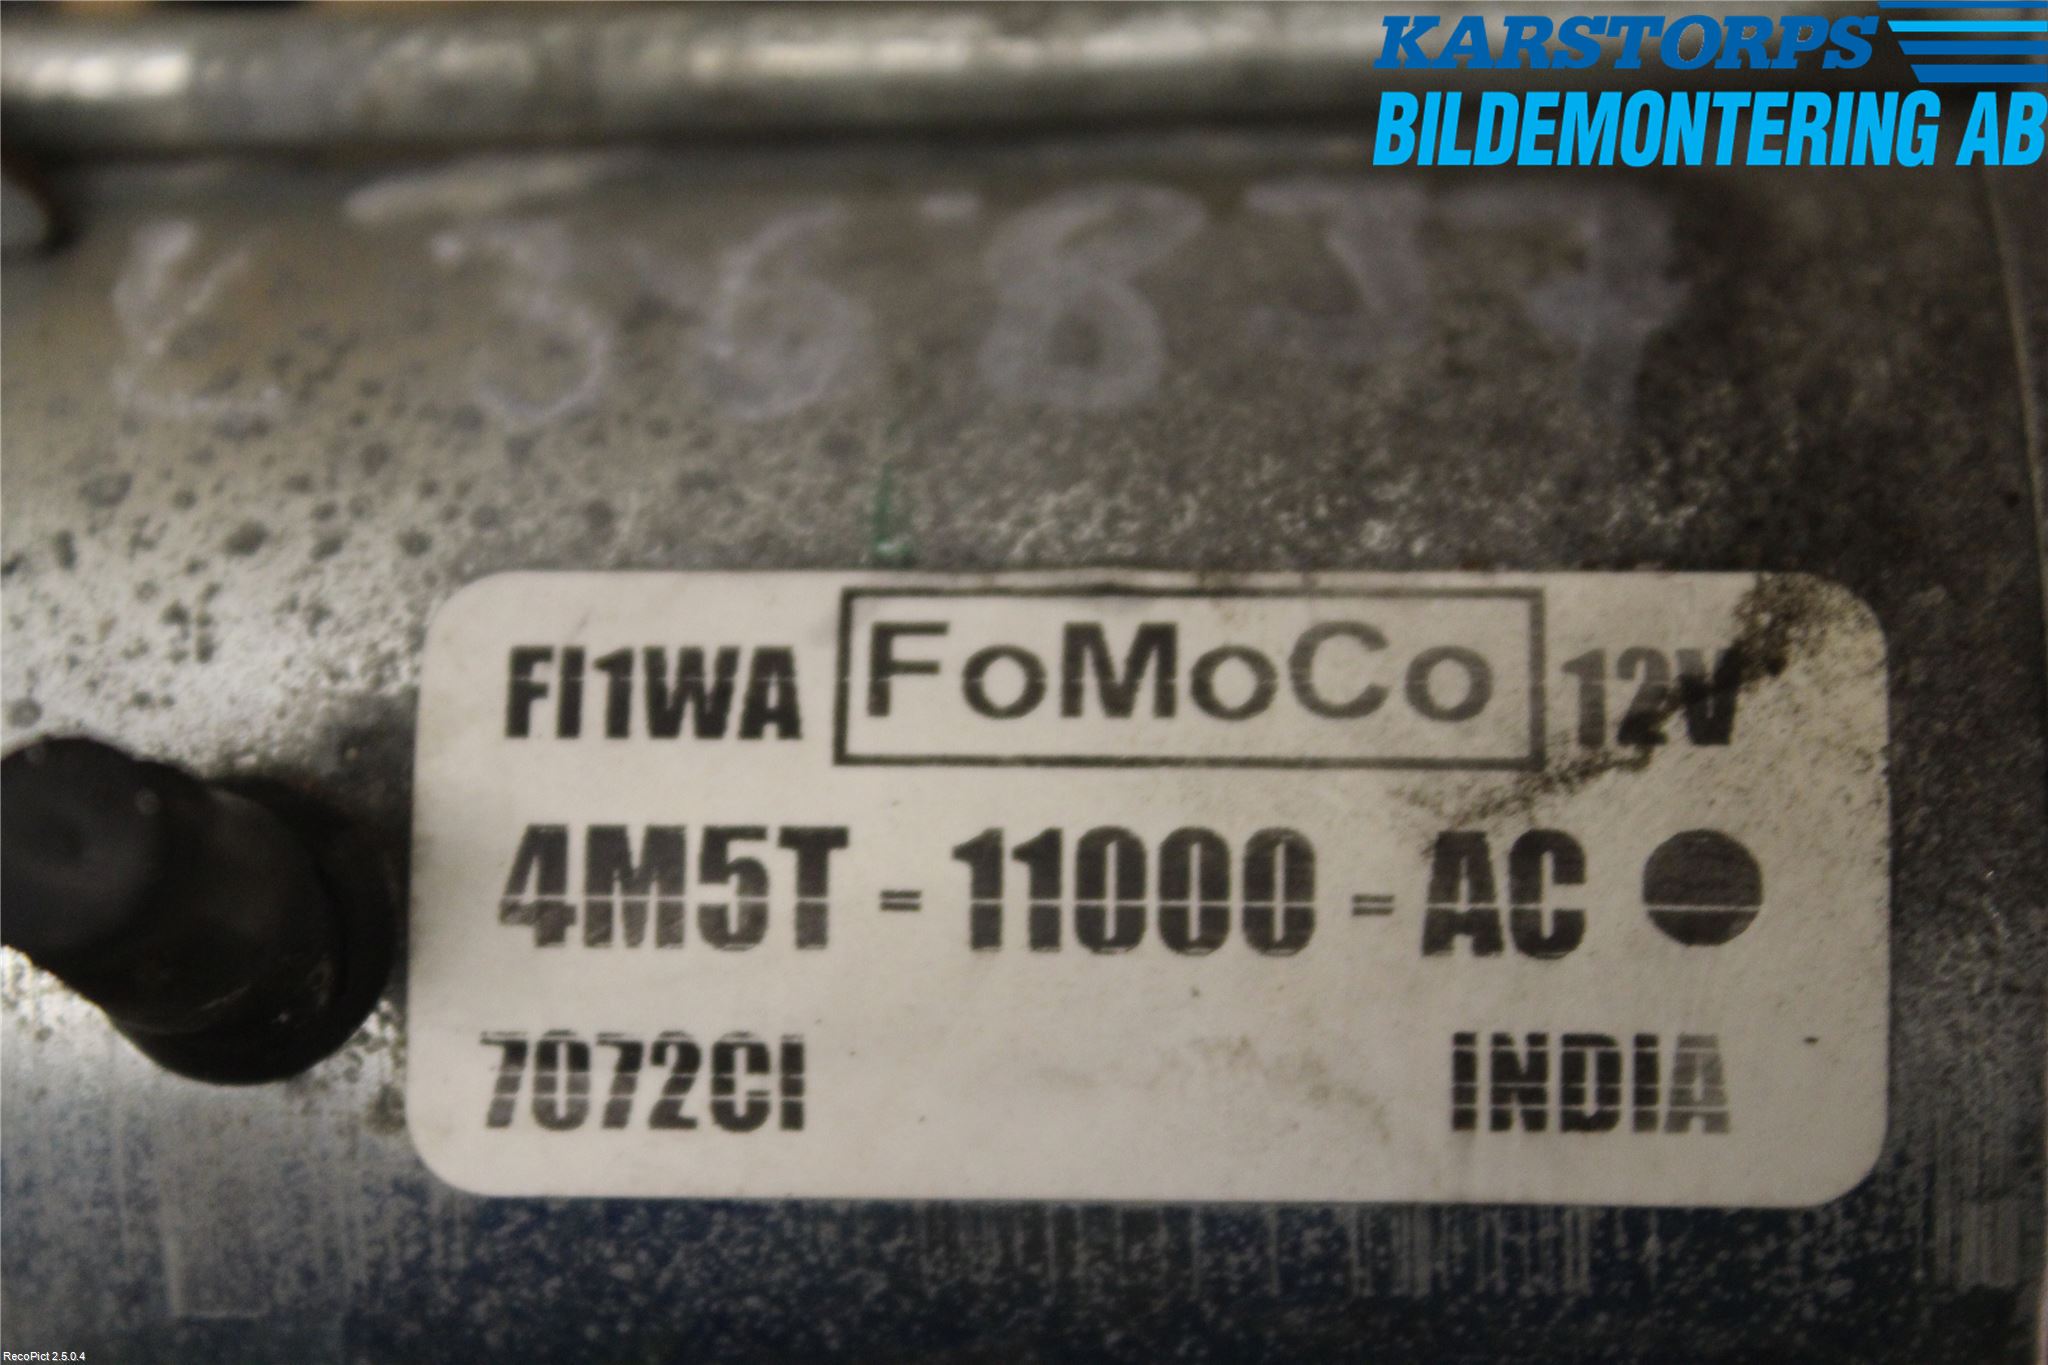 KARSTORPS
BILDEMONTERING AB
FI1WA FoMoCo 12V
4M5T-11000-AC
7072CI INDIA
RecoPict 2.5.0.4